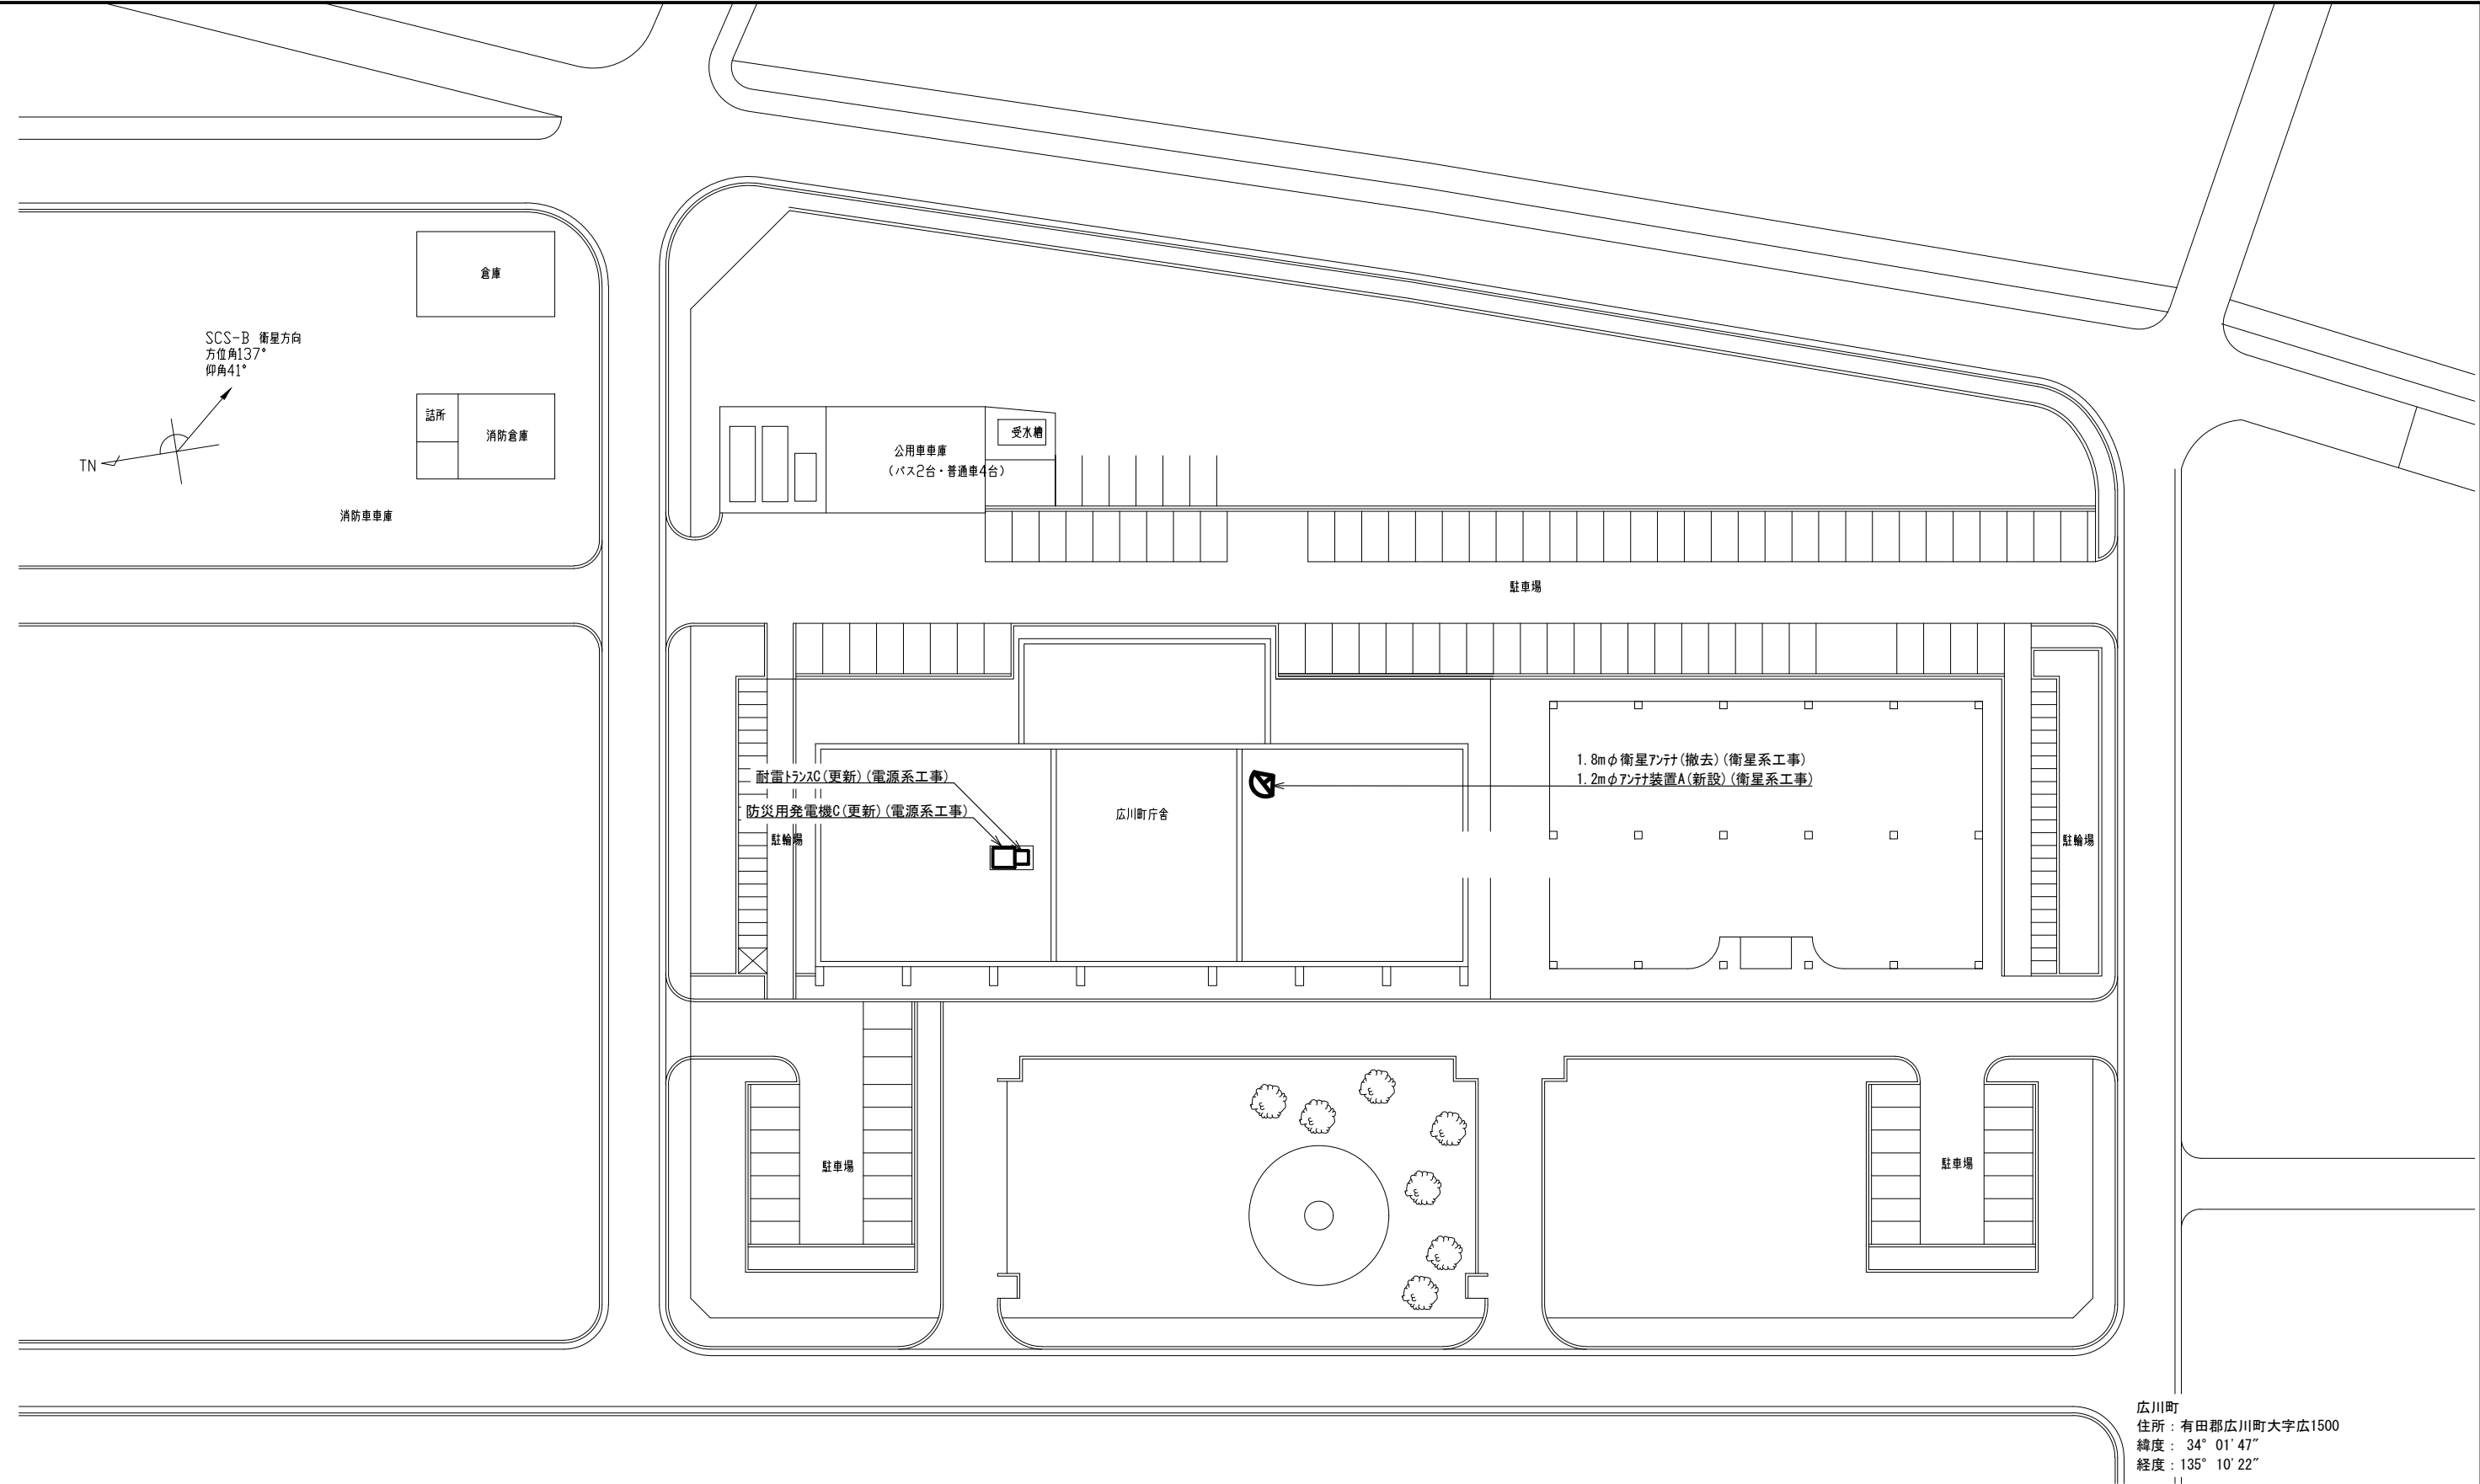 倉庫
SCS-B 衛星方向
方位角137°
仰角41°
TN
詰所
消防倉庫
消防車車庫
受水槽
公用車車庫
（バス2台・普通車4台）
駐車場
1.8mφ衛星アンテナ(撤去)(衛星系工事)
1.2mφアンテナ装置A(新設)(衛星系工事)
耐雷トランスC(更新)(電源系工事)
防災用発電機C(更新)(電源系工事)
広川町庁舎
駐輪場
駐輪場
駐車場
駐車場
広川町
住所：有田郡広川町大字広1500
緯度： 34° 01′47″
経度：135° 10′22″